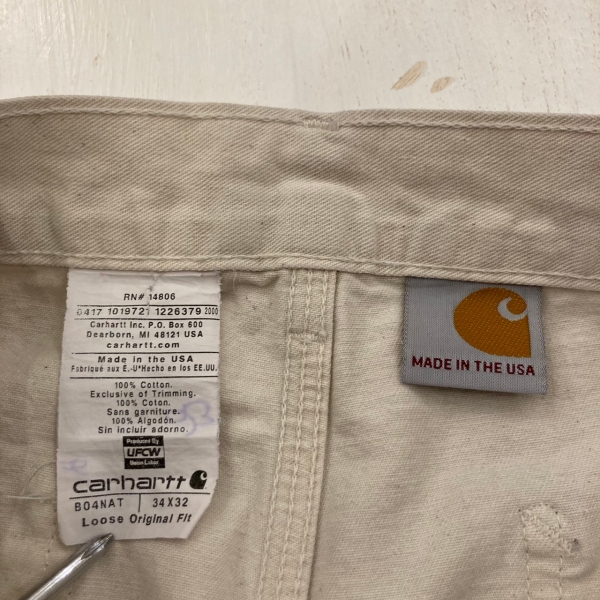 RN# 14806
0417 1019721 1226379 2000
Carhartt Inc. P.O. Box 600
Dearborn, MI 48121 USA
carhartt.com
Made in the USA
Fabriqué aux É.-U*Hecho en los EE.UU.
100% Cotton.
Exclusive of Trimming.
100% Coton.
Sans garniture.
100% Algodón.
Sin incluir adorno.
Produced By
UFCW
Union Labor
carhartt
B04NAT 34X32
Loose Original Fit
MADE IN THE USA